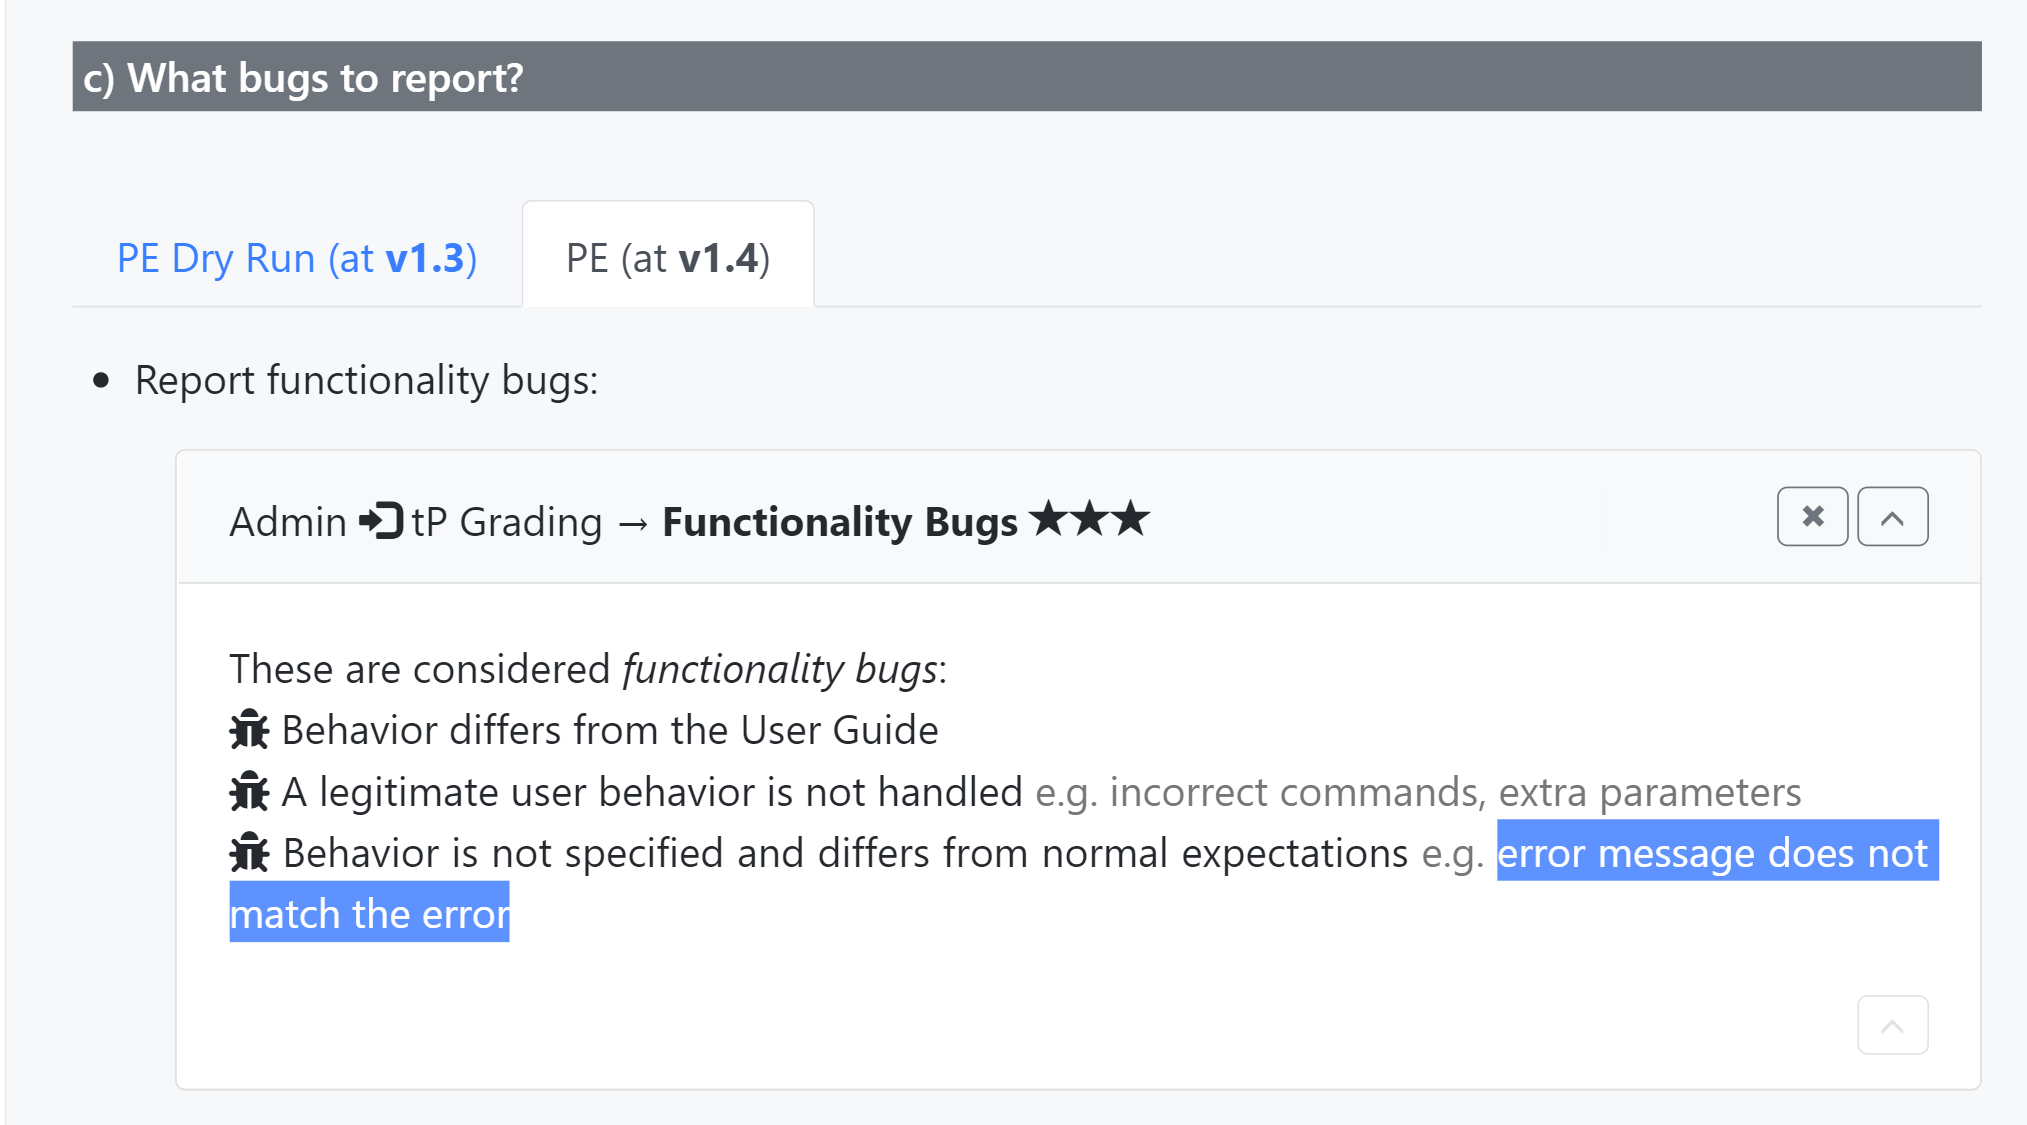 c) What bugs to report?
PE Dry Run (at v1.3)
PE (at v1.4)
Report functionality bugs:
Admin tP Grading → Functionality Bugs ★★★
These are considered functionality bugs:
Behavior differs from the User Guide
A legitimate user behavior is not handled e.g. incorrect commands, extra parameters
Behavior is not specified and differs from normal expectations e.g. error message does not
match the error